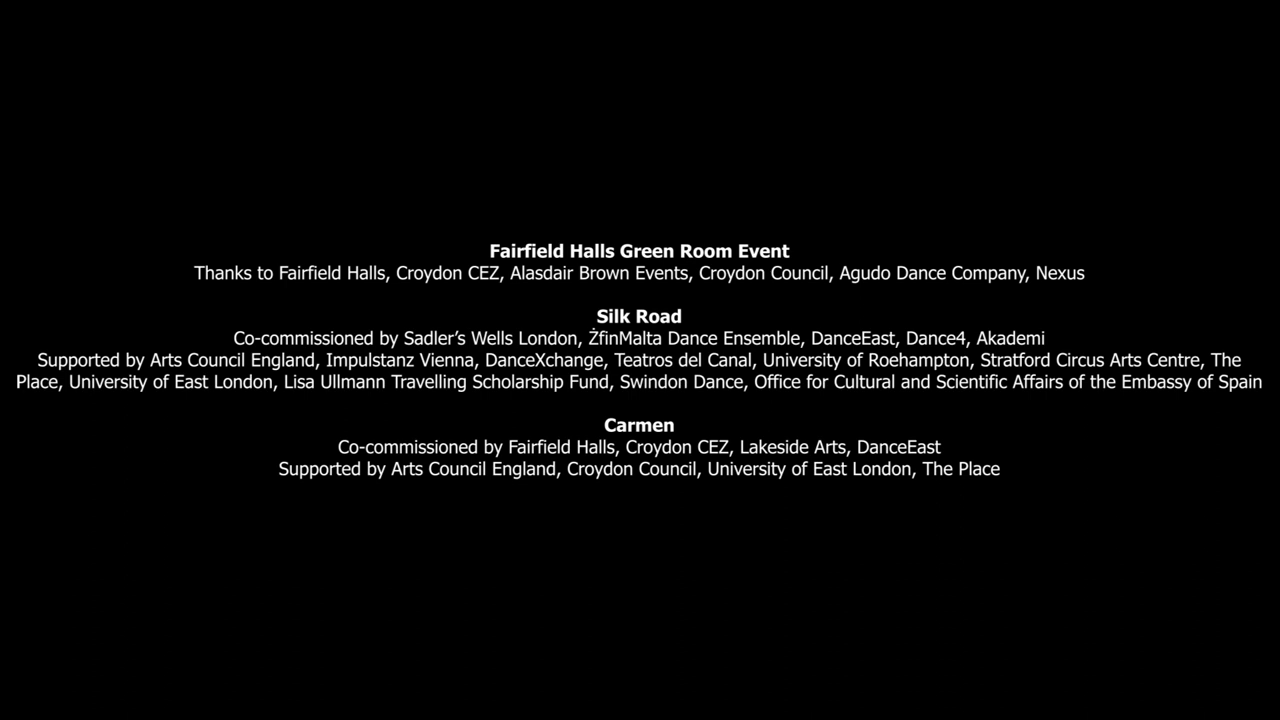 Fairfield Halls Green Room Event
Thanks to Fairfield Halls, Croydon CEZ, Alasdair Brown Events, Croydon Council, Agudo Dance Company, Nexus
Silk Road
Co-commissioned by Sadler’s Wells London, ŻfinMalta Dance Ensemble, DanceEast, Dance4, Akademi
Supported by Arts Council England, Impulstanz Vienna, DanceXchange, Teatros del Canal, University of Roehampton, Stratford Circus Arts Centre, The
Place, University of East London, Lisa Ullmann Travelling Scholarship Fund, Swindon Dance, Office for Cultural and Scientific Affairs of the Embassy of Spain
Carmen
Co-commissioned by Fairfield Halls, Croydon CEZ, Lakeside Arts, DanceEast
Supported by Arts Council England, Croydon Council, University of East London, The Place